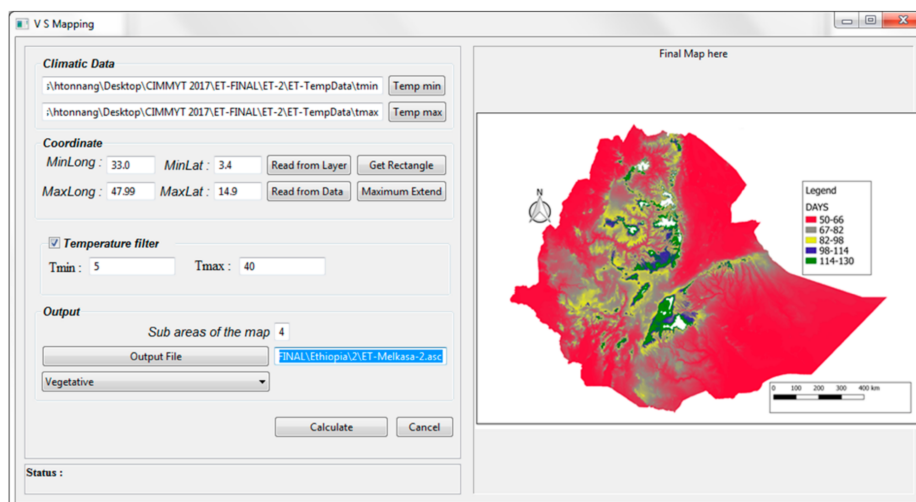 V S Mapping
Climatic Data
:\htonnang\Desktop\CIMMYT 2017\ET-FINAL\ET-2\ET-TempData\tmin Temp min
:\htonnang\Desktop\CIMMYT 2017\ET-FINAL\ET-2\ET-TempData\tmax Temp max
Coordinate
MinLong : 33.0 MinLat : 3.4 Read from Layer Get Rectangle
MaxLong : 47.99 MaxLat : 14.9 Read from Data Maximum Extend
Temperature filter
Tmin : 5 Tmax : 40
Output
Sub areas of the map 4
Output File FINAL\Ethiopia\2\ET-Melkasa-2.asc
Vegetative
Calculate Cancel
Status :
Final Map here
N
Legend
DAYS
50-66
67-82
82-98
98-114
114-130
0 100 200 300 400 km